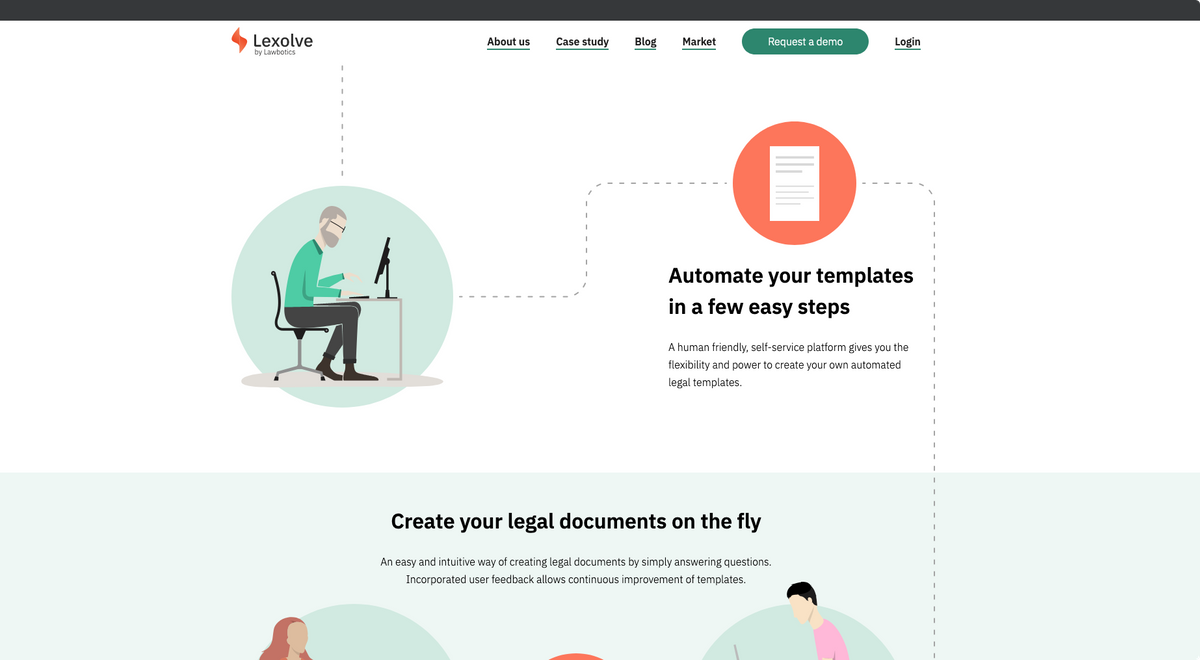 Lexolve
by Lawbotics
About us
Case study
Blog
Market
Request a demo
Login
Automate your templates
in a few easy steps
A human friendly, self-service platform gives you the
flexibility and power to create your own automated
legal templates.
Create your legal documents on the fly
An easy and intuitive way of creating legal documents by simply answering questions.
Incorporated user feedback allows continuous improvement of templates.